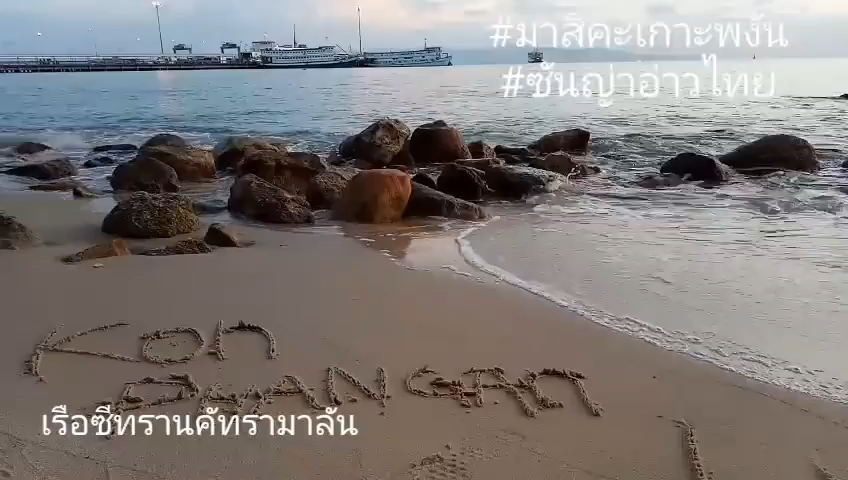 #มาสิคะเกาะพงัน
#ซันญ่าอ่าวไทย
Koh
PHANGAN
เรือซีทรานคัทรามาลัน